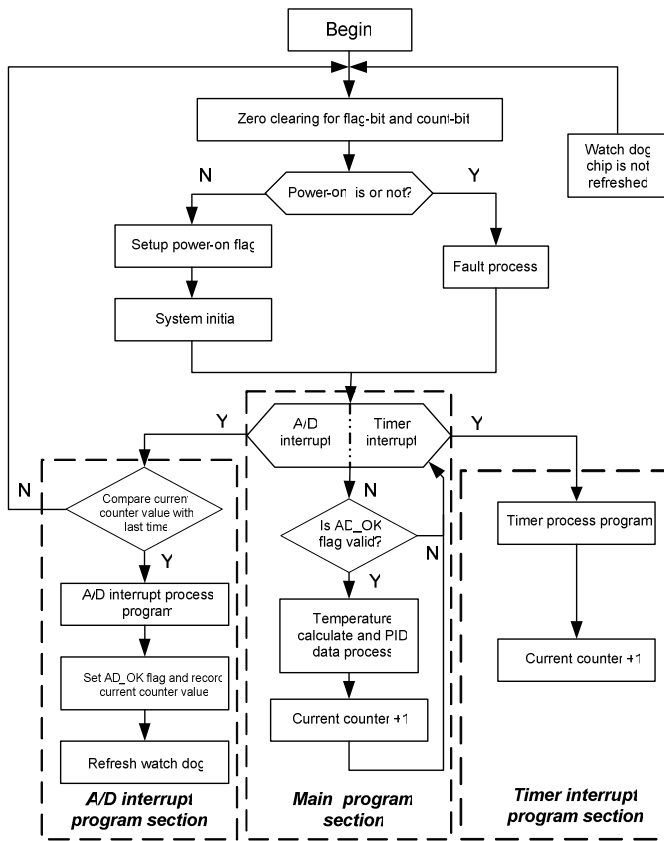 Begin
Zero clearing for flag-bit and count-bit
Watch dog
chip is not
refreshed
N
Y
Power-on is or not?
Setup power-on flag
Fault process
System initia
Y
A/D
interrupt
Timer
interrupt
Y
N
Compare current
counter value with
last time
N
Is AD_OK
flag valid?
N
Timer process program
Y
Y
A/D interrupt process
program
Temperature
calculate and PID
data process
Set AD_OK flag and record
current counter value
Current counter +1
Current counter +1
Refresh watch dog
A/D interrupt
program section
Main program
section
Timer interrupt
program section